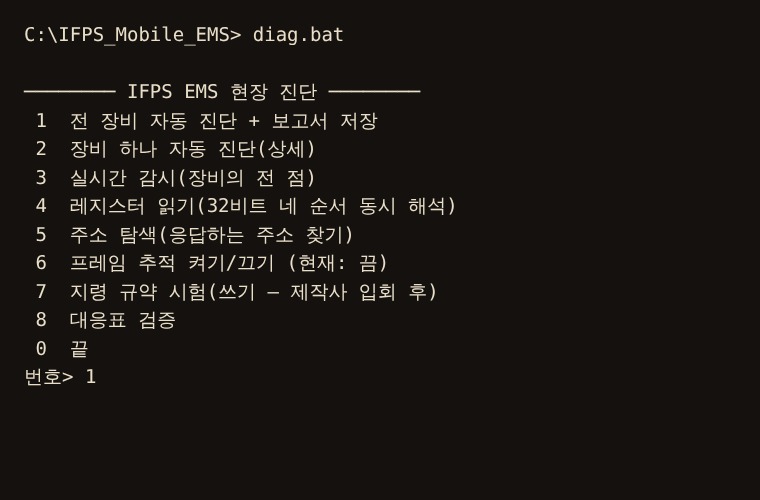 C:\IFPS_Mobile_EMS> diag.bat
──────── IFPS EMS 현장 진단 ────────
1 전 장비 자동 진단 + 보고서 저장
2 장비 하나 자동 진단(상세)
3 실시간 감시(장비의 전 점)
4 레지스터 읽기(32비트 네 순서 동시 해석)
5 주소 탐색(응답하는 주소 찾기)
6 프레임 추적 켜기/끄기 (현재: 끔)
7 지령 규약 시험(쓰기 — 제작사 입회 후)
8 대응표 검증
0 끝
번호> 1